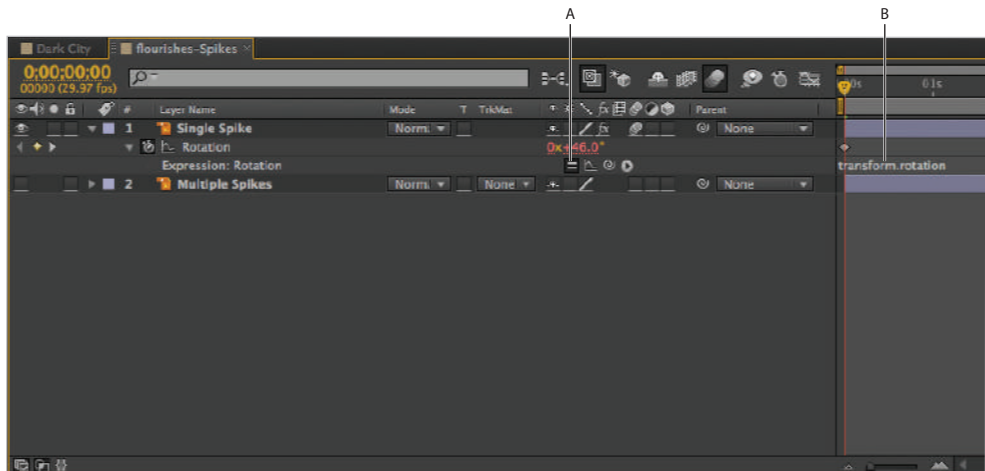 A B
Dark City flourishes-Spikes ×
0;00;00;00
00000 (29.97 fps)
0s 01s
# Layer Name Mode T TrkMat Parent
1 Single Spike Norm. fx None
Rotation 0x+46.0°
Expression: Rotation = transform.rotation
2 Multiple Spikes Norm. None None